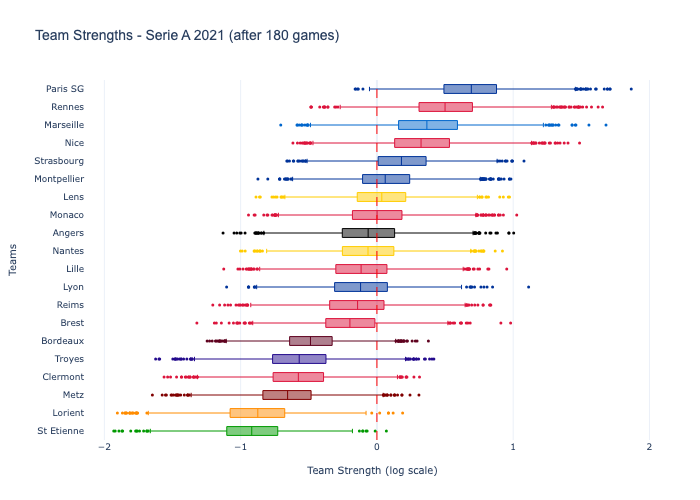 Team Strengths - Serie A 2021 (after 180 games)
Paris SG
Rennes
Marseille
Nice
Strasbourg
Montpellier
Lens
Monaco
Angers
Nantes
Lille
Lyon
Reims
Brest
Bordeaux
Troyes
Clermont
Metz
Lorient
St Etienne
Teams
−2 −1 0 1 2
Team Strength (log scale)